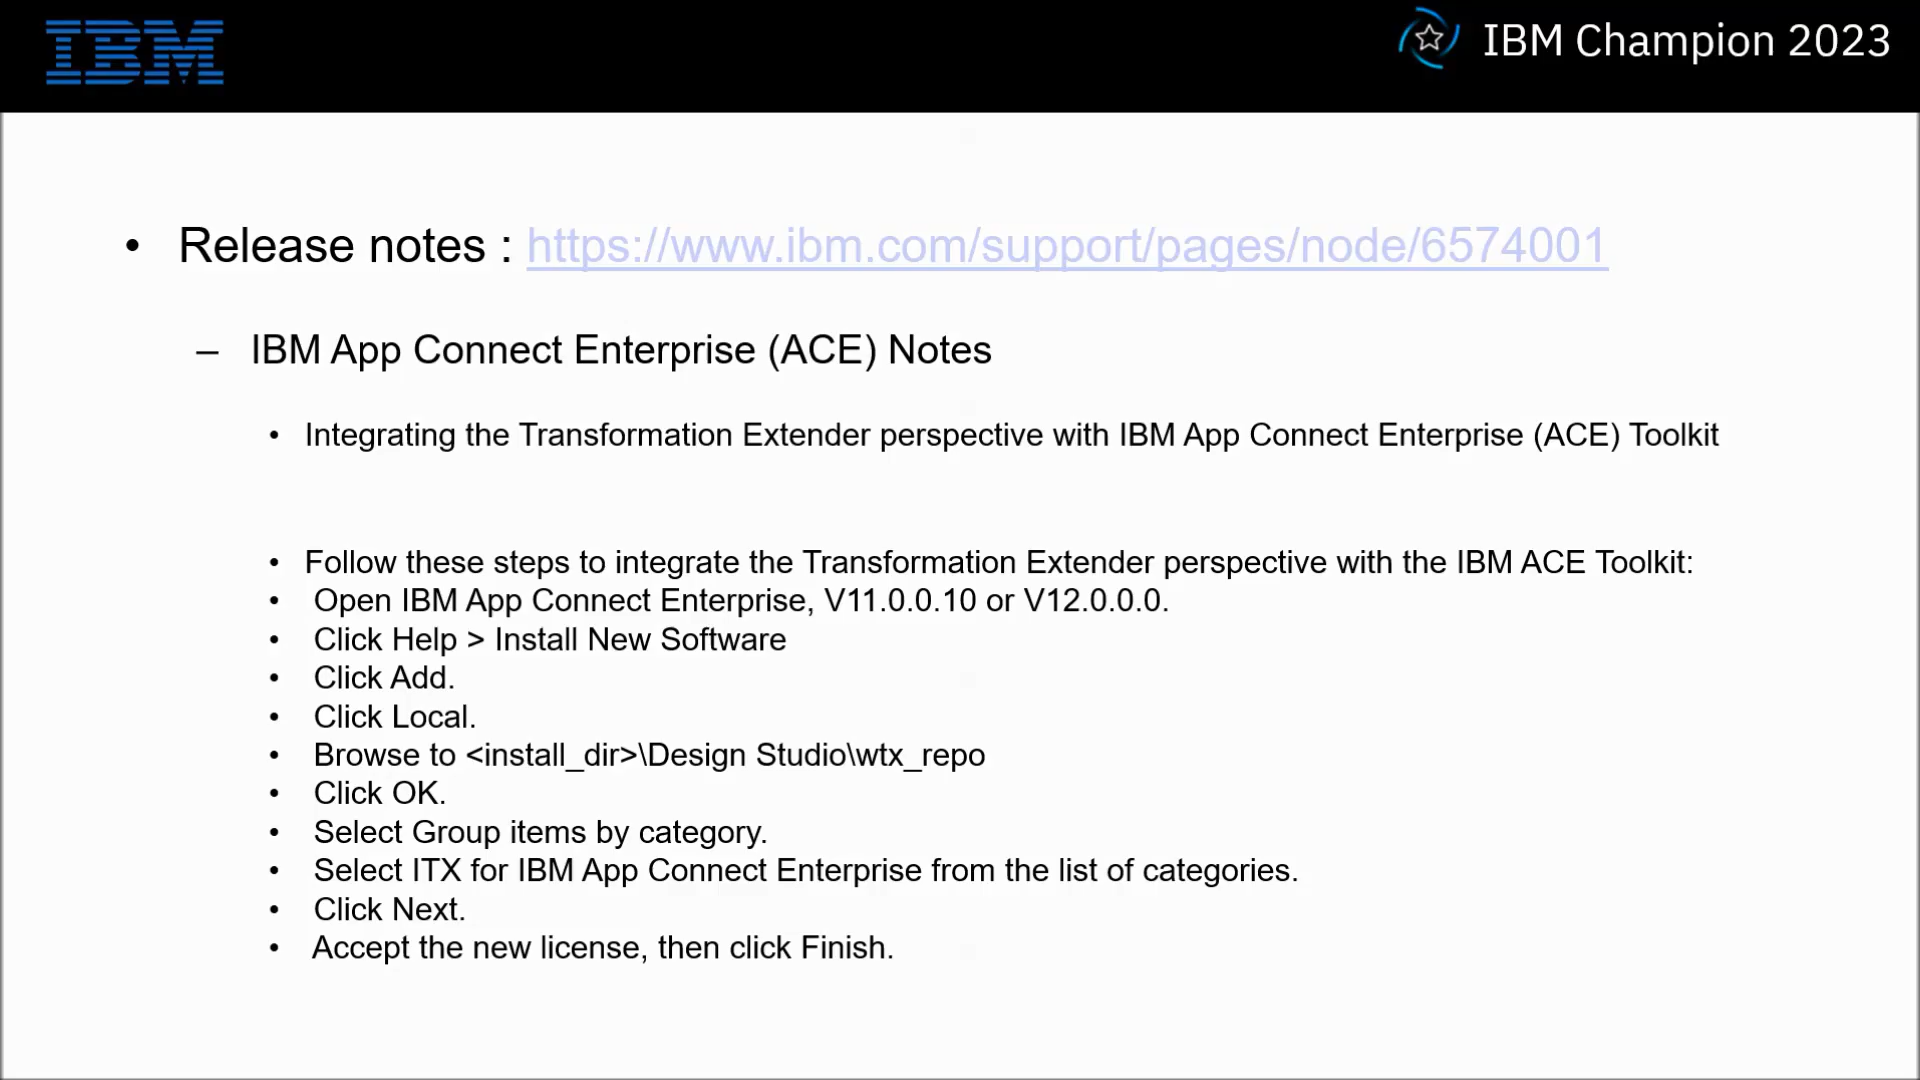 IBM
IBM Champion 2023
• Release notes : https://www.ibm.com/support/pages/node/6574001
– IBM App Connect Enterprise (ACE) Notes
• Integrating the Transformation Extender perspective with IBM App Connect Enterprise (ACE) Toolkit
• Follow these steps to integrate the Transformation Extender perspective with the IBM ACE Toolkit:
• Open IBM App Connect Enterprise, V11.0.0.10 or V12.0.0.0.
• Click Help > Install New Software
• Click Add.
• Click Local.
• Browse to <install_dir>\Design Studio\wtx_repo
• Click OK.
• Select Group items by category.
• Select ITX for IBM App Connect Enterprise from the list of categories.
• Click Next.
• Accept the new license, then click Finish.